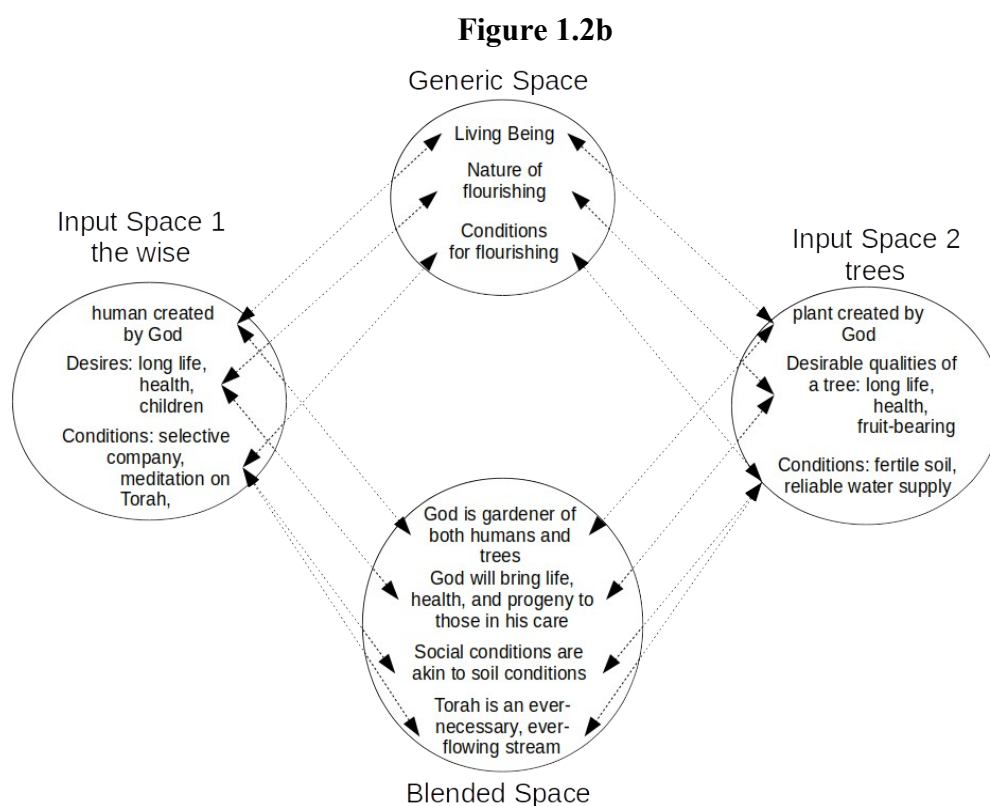 Figure 1.2b
Generic Space
Living Being
Nature of
flourishing
Conditions
for flourishing
Input Space 1
the wise
human created
by God
Desires: long life,
health,
children
Conditions: selective
company,
meditation on
Torah,
Input Space 2
trees
plant created by
God
Desirable qualities of
a tree: long life,
health,
fruit-bearing
Conditions: fertile soil,
reliable water supply
God is gardener of
both humans and
trees
God will bring life,
health, and progeny to
those in his care
Social conditions are
akin to soil conditions
Torah is an ever-
necessary, ever-
flowing stream
Blended Space